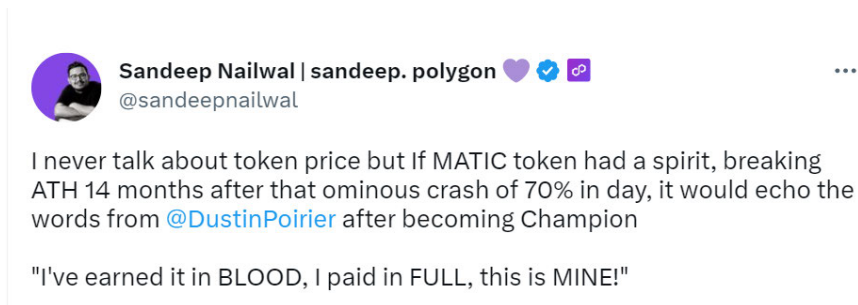 Sandeep Nailwal | sandeep. polygon 💜
@sandeepnailwal
I never talk about token price but If MATIC token had a spirit, breaking
ATH 14 months after that ominous crash of 70% in day, it would echo the
words from @DustinPoirier after becoming Champion
"I've earned it in BLOOD, I paid in FULL, this is MINE!"